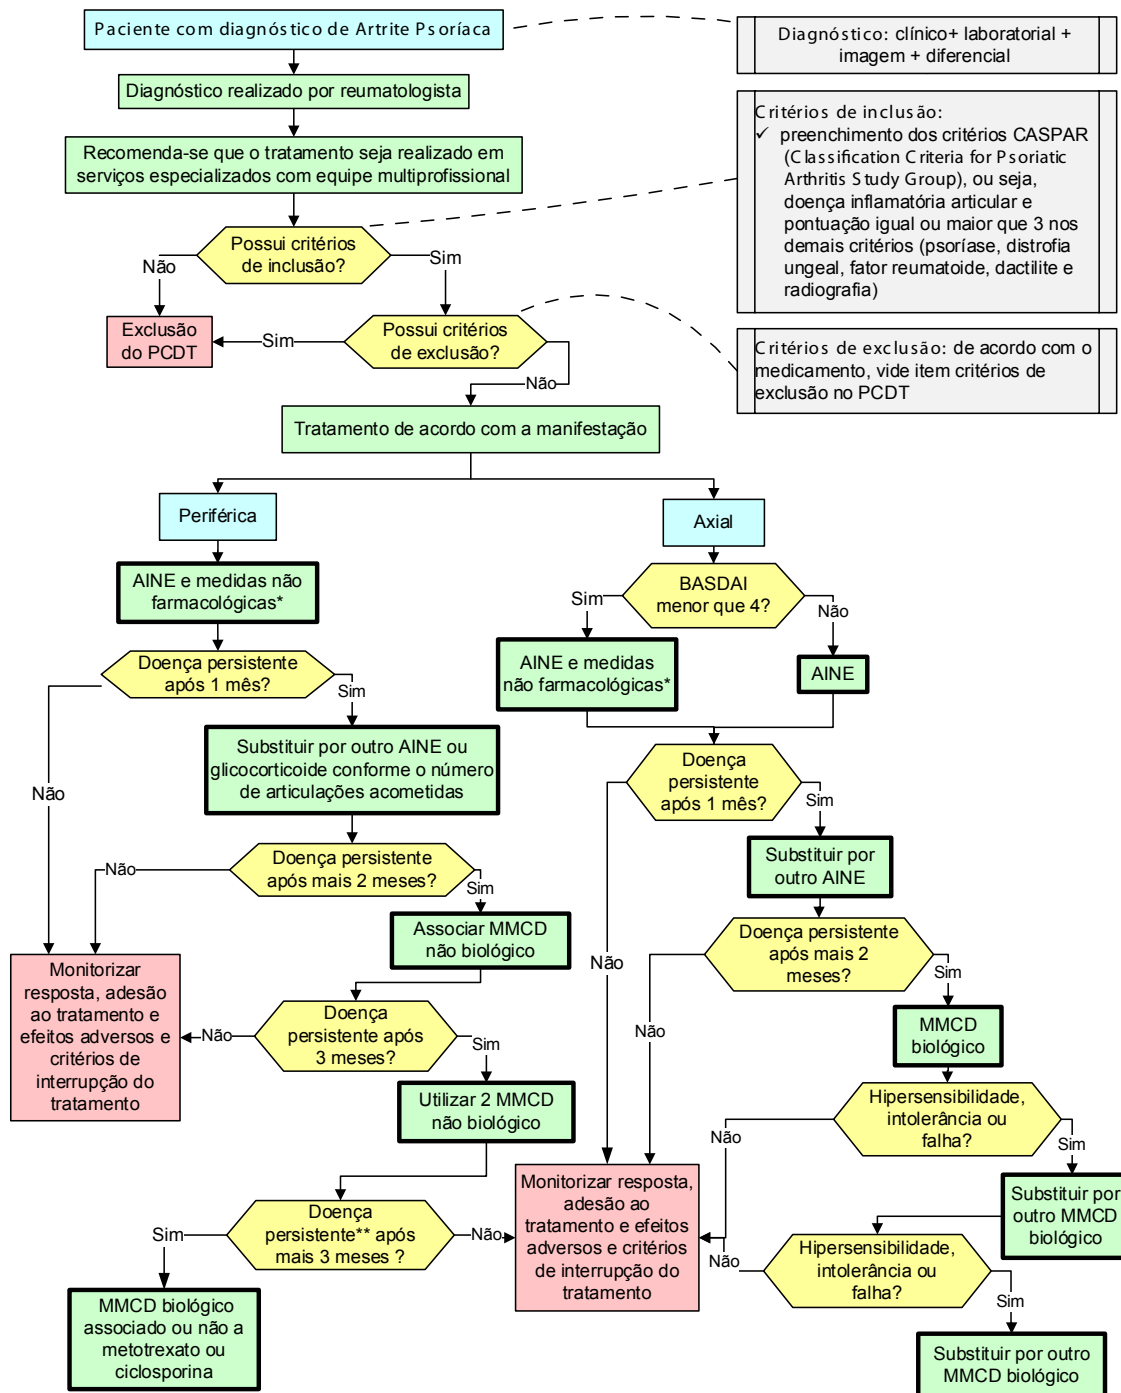 Paciente com diagnóstico de Artrite Psoríaca
Diagnóstico: clínico+ laboratorial +
imagem + diferencial
Diagnóstico realizado por reumatologista
Critérios de inclusão:
✓ preenchimento dos critérios CASPAR
(Classification Criteria for Psoriatic
Arthritis Study Group), ou seja,
doença inflamatória articular e
pontuação igual ou maior que 3 nos
demais critérios (psoríase, distrofia
ungeal, fator reumatoide, dactilite e
radiografia)
Recomenda-se que o tratamento seja realizado em
serviços especializados com equipe multiprofissional
Possui critérios
de inclusão?
Não
Sim
Exclusão
do PCDT
Sim
Possui critérios
de exclusão?
Não
Critérios de exclusão: de acordo com o
medicamento, vide item critérios de
exclusão no PCDT
Tratamento de acordo com a manifestação
Periférica
Axial
AINE e medidas não
farmacológicas*
BASDAI
menor que 4?
Sim
Não
AINE e medidas
não farmacológicas*
AINE
Doença persistente
após 1 mês?
Sim
Não
Substituir por outro AINE ou
glicocorticoide conforme o número
de articulações acometidas
Doença
persistente
após 1 mês?
Sim
Não
Substituir por
outro AINE
Doença persistente
após mais 2 meses?
Não
Sim
Associar MMCD
não biológico
Doença persistente
após mais 2
meses?
Sim
Não
MMCD
biológico
Monitorizar
resposta, adesão
ao tratamento e
efeitos adversos e
critérios de
interrupção do
tratamento
Não
Doença
persistente após
3 meses?
Sim
Utilizar 2 MMCD
não biológico
Hipersensibilidade,
intolerância ou
falha?
Não
Sim
Substituir por
outro MMCD
biológico
Doença
persistente** após
mais 3 meses ?
Sim
Não
Monitorizar resposta,
adesão ao
tratamento e efeitos
adversos e critérios
de interrupção do
tratamento
Não
Hipersensibilidade,
intolerância ou
falha?
Sim
MMCD biológico
associado ou não a
metotrexato ou
ciclosporina
Substituir por outro
MMCD biológico